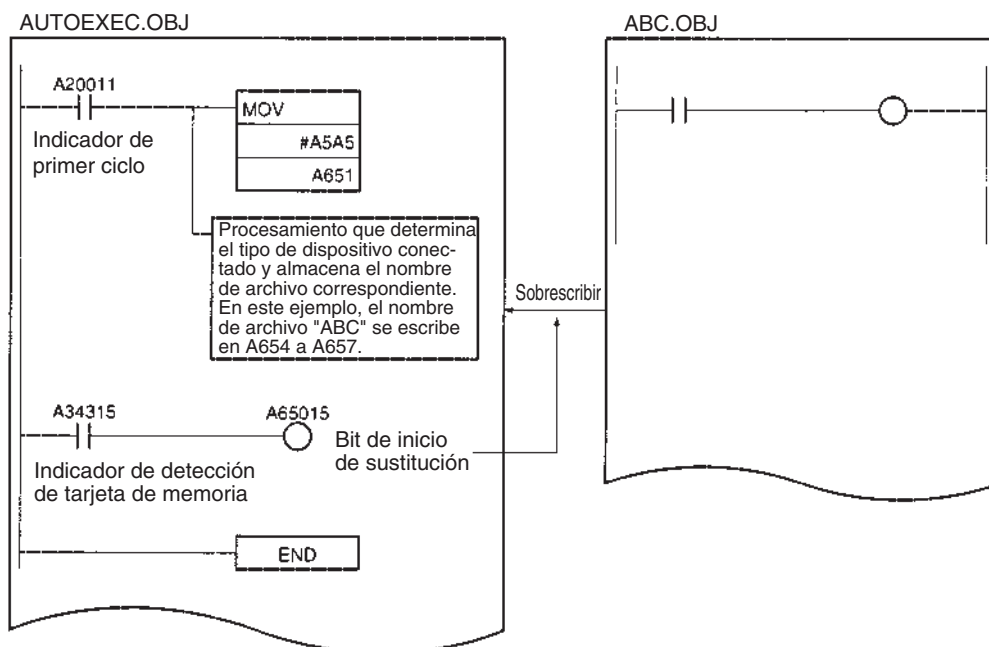 AUTOEXEC.OBJ
A20011
Indicador de
primer ciclo
MOV
#A5A5
A651
Procesamiento que determina
el tipo de dispositivo conec-
tado y almacena el nombre
de archivo correspondiente.
En este ejemplo, el nombre
de archivo "ABC" se escribe
en A654 a A657.
A34315
Indicador de detección
de tarjeta de memoria
A65015
Bit de inicio
de sustitución
END
Sobrescribir
ABC.OBJ